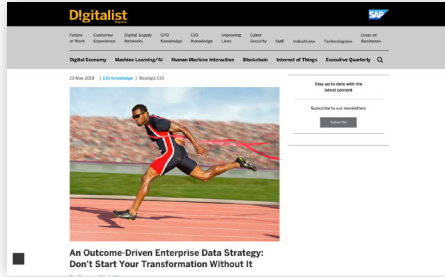 D!gitalist
Magazine
SAP
Future of Work Customer Experience Digital Supply Networks CFO Knowledge CIO Knowledge Improving Lives Cyber Security SME Industries Technologies Lines of Business
Digital Economy Machine Learning/AI Human Machine Interaction Blockchain Internet of Things Executive Quarterly
23 May 2019 | CIO Knowledge | Strategic CIO
Stay up to date with the
latest content
Subscribe to our newsletters
Subscribe
An Outcome-Driven Enterprise Data Strategy:
Don't Start Your Transformation Without It